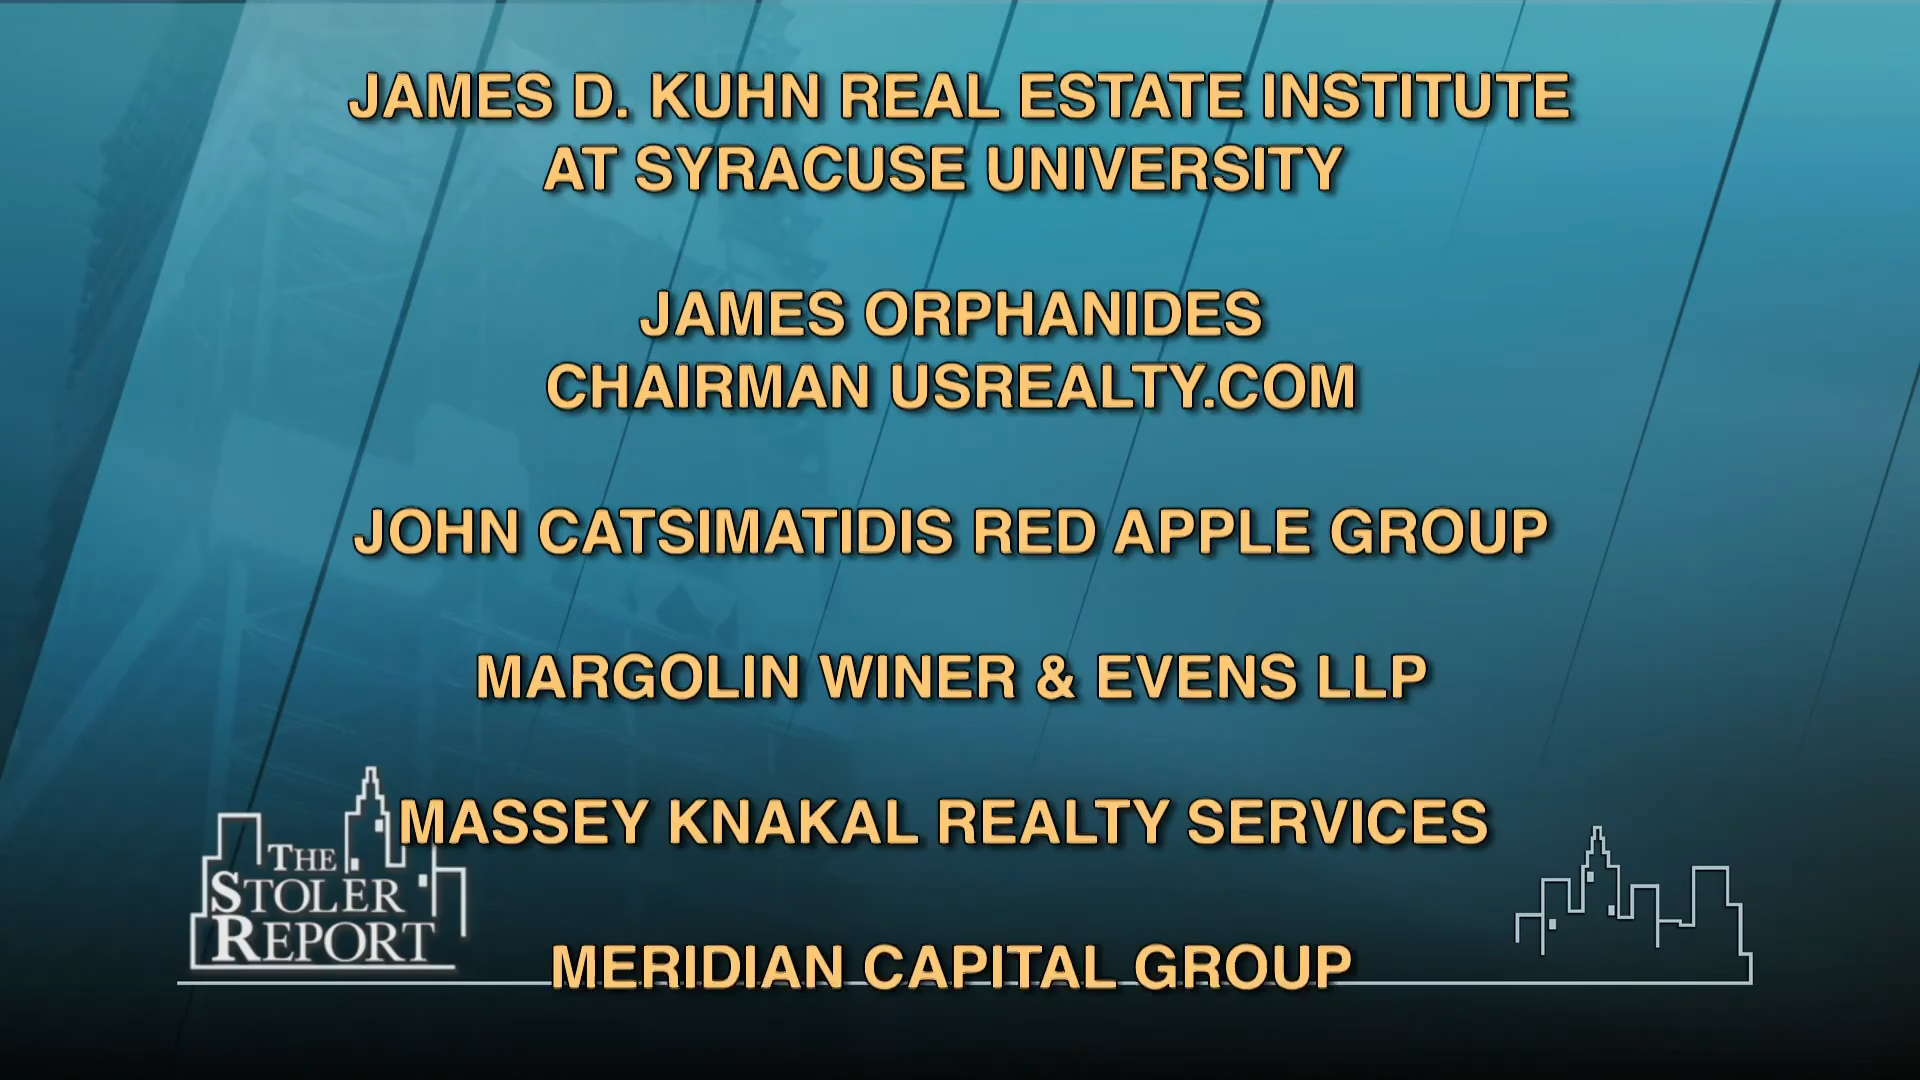 JAMES D. KUHN REAL ESTATE INSTITUTE
AT SYRACUSE UNIVERSITY
JAMES ORPHANIDES
CHAIRMAN USREALTY.COM
JOHN CATSIMATIDIS RED APPLE GROUP
MARGOLIN WINER & EVENS LLP
MASSEY KNAKAL REALTY SERVICES
MERIDIAN CAPITAL GROUP
THE
STOLER
REPORT